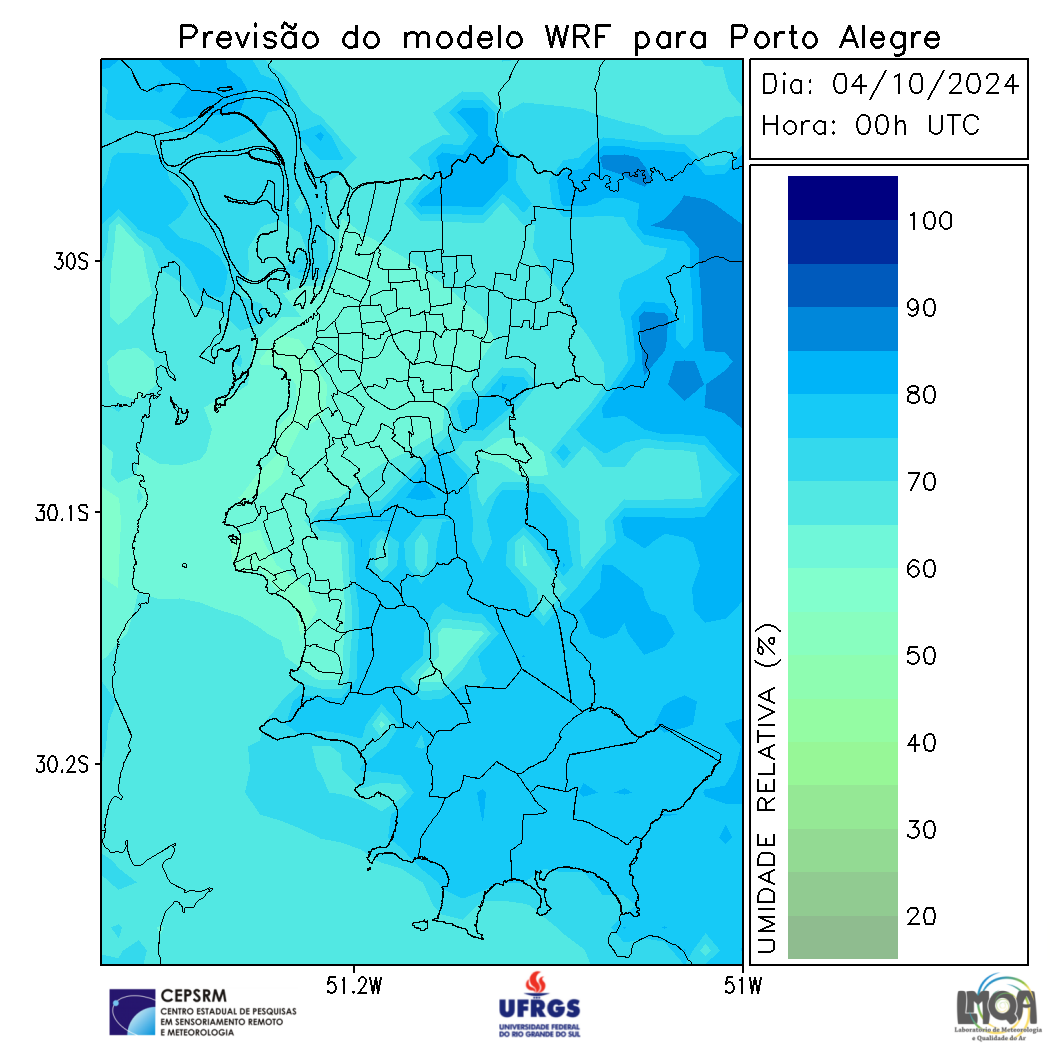 Previsão do modelo WRF para Porto Alegre
Dia: 04/10/2024
Hora: 00h UTC
100
90
80
70
60
50
40
30
20
UMIDADE RELATIVA (%)
30S
30.1S
30.2S
51.2W
51W
CEPSRM
CENTRO ESTADUAL DE PESQUISAS
EM SENSORIAMENTO REMOTO
E METEOROLOGIA
UFRGS
UNIVERSIDADE FEDERAL
DO RIO GRANDE DO SUL
LMQA
Laboratório de Meteorologia
e Qualidade do Ar